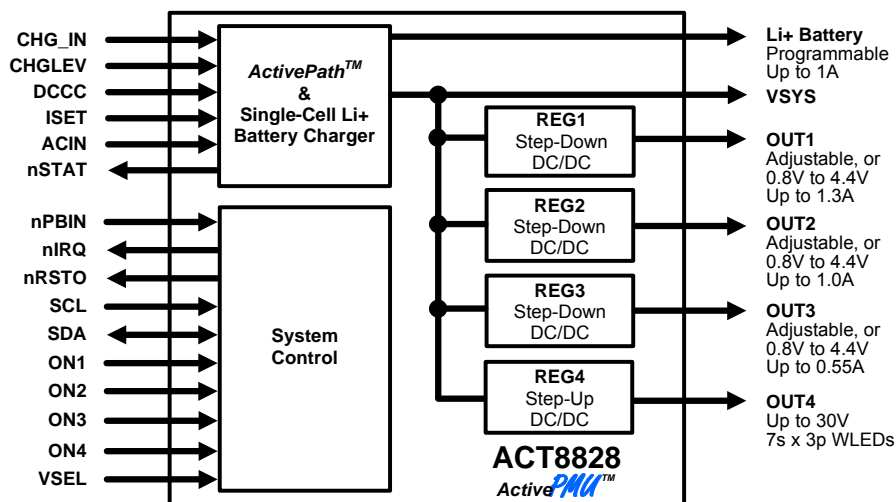 CHG_IN
CHGLEV
DCCC
ISET
ACIN
nSTAT
nPBIN
nIRQ
nRSTO
SCL
SDA
ON1
ON2
ON3
ON4
VSEL
ActivePath™
&
Single-Cell Li+
Battery Charger
System
Control
REG1
Step-Down
DC/DC
REG2
Step-Down
DC/DC
REG3
Step-Down
DC/DC
REG4
Step-Up
DC/DC
ACT8828
ActivePMU™
Li+ Battery
Programmable
Up to 1A
VSYS
OUT1
Adjustable, or
0.8V to 4.4V
Up to 1.3A
OUT2
Adjustable, or
0.8V to 4.4V
Up to 1.0A
OUT3
Adjustable, or
0.8V to 4.4V
Up to 0.55A
OUT4
Up to 30V
7s x 3p WLEDs